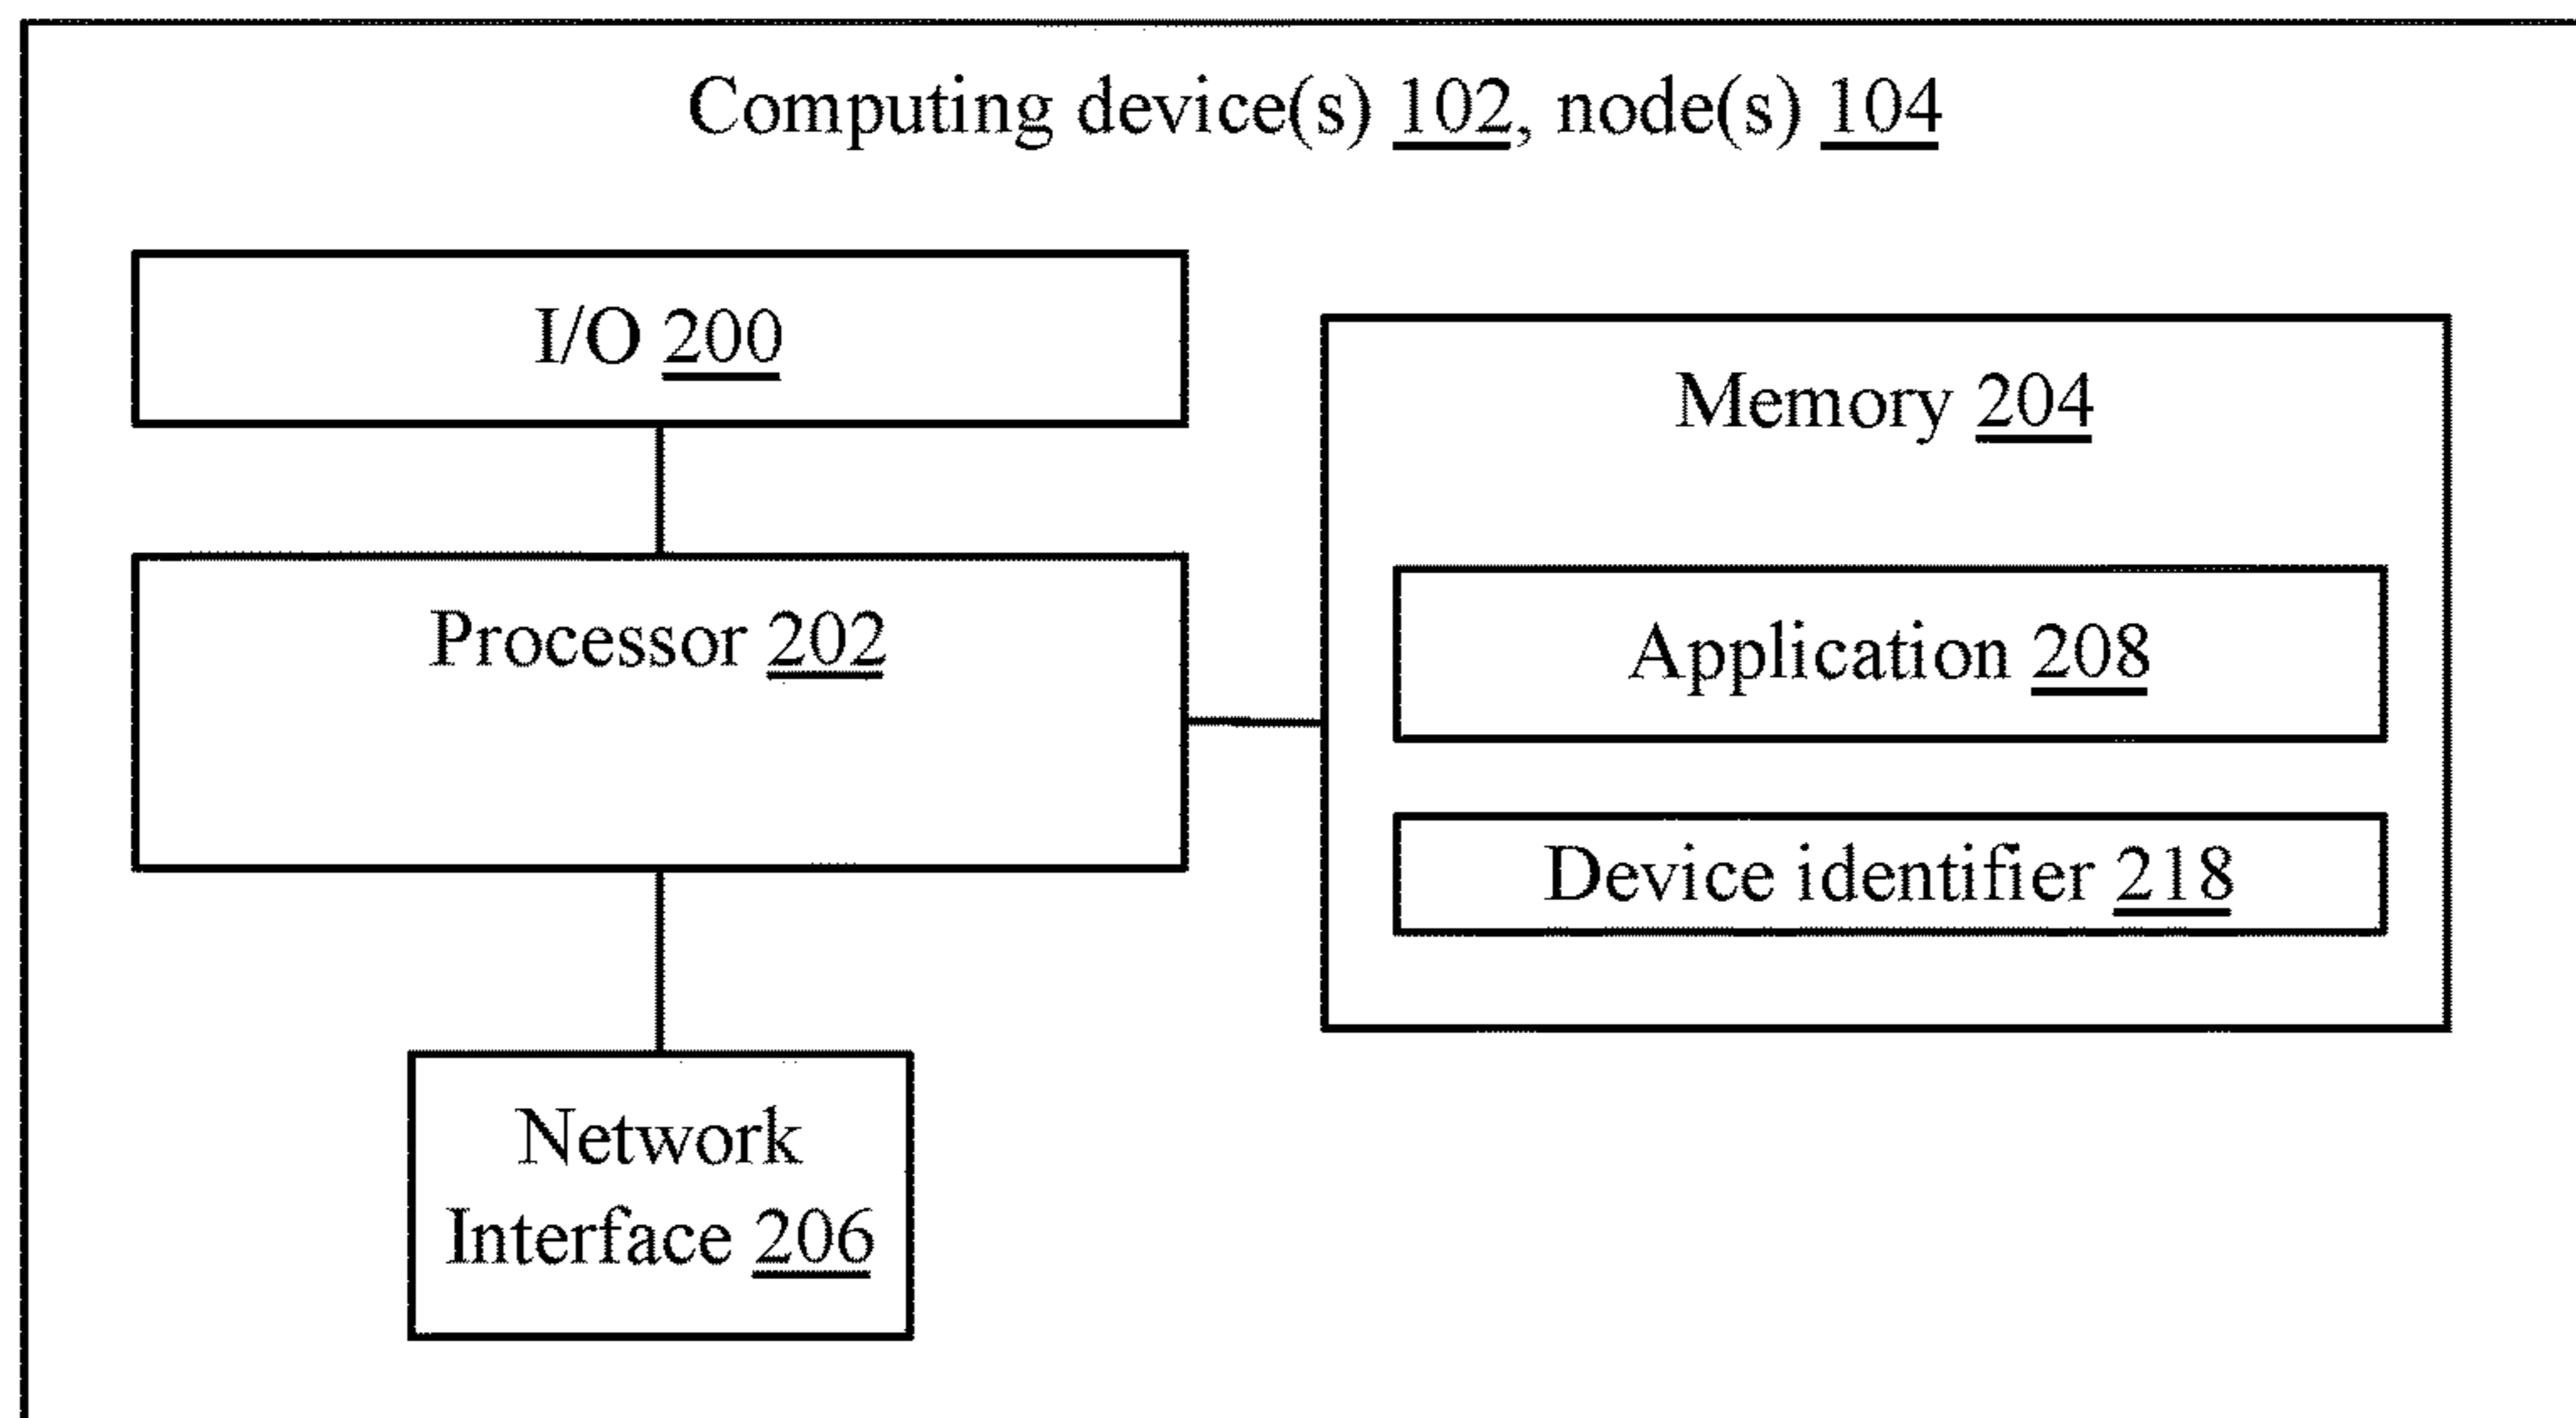 Computing device(s) 102, node(s) 104
I/O 200
Processor 202
Network
Interface 206
Memory 204
Application 208
Device identifier 218